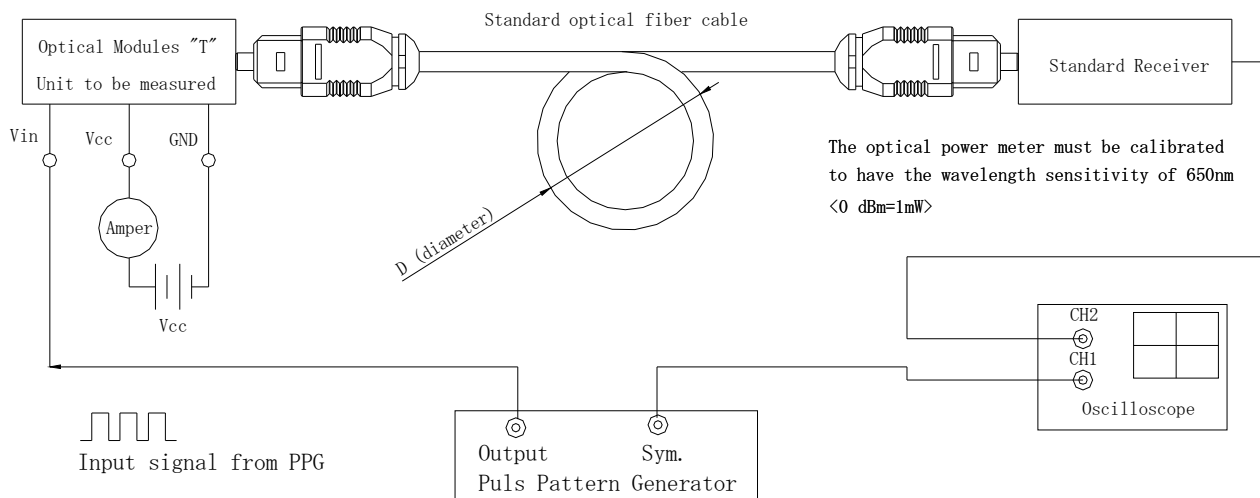 Standard optical fiber cable
Optical Modules "T"
Unit to be measured
Standard Receiver
Vin
Vcc
GND
The optical power meter must be calibrated
to have the wavelength sensitivity of 650nm
<0 dBm=1mW>
Amper
D (diameter)
Vcc
CH2
CH1
Oscilloscope
Input signal from PPG
Output
Sym.
Puls Pattern Generator